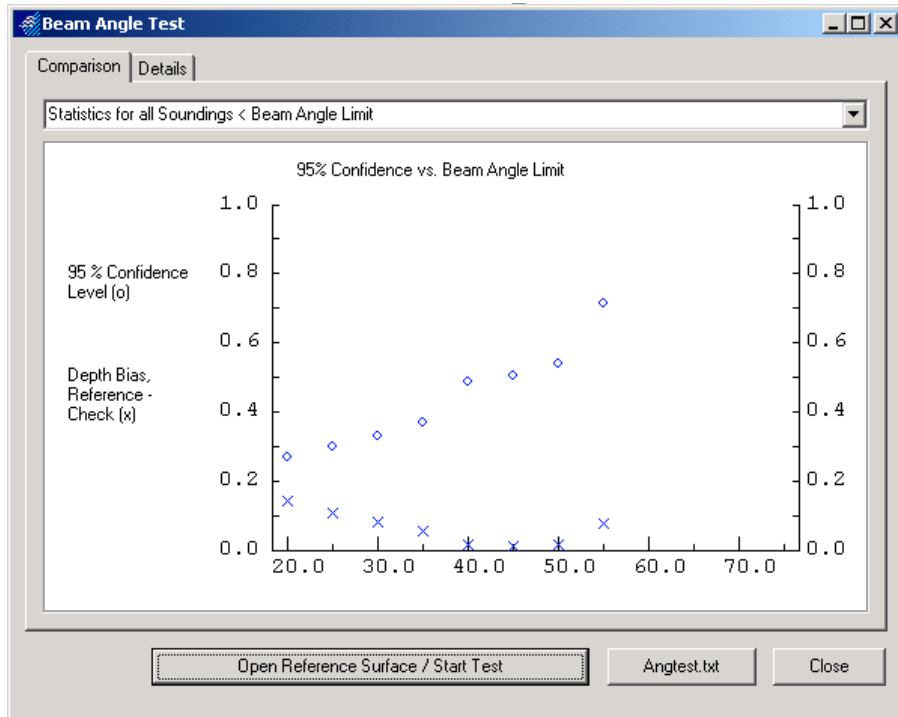 Beam Angle Test
Comparison
Details
Statistics for all Soundings < Beam Angle Limit
95% Confidence vs. Beam Angle Limit
95 % Confidence
Level (o)
Depth Bias,
Reference -
Check (x)
1.0
0.8
0.6
0.4
0.2
0.0
1.0
0.8
0.6
0.4
0.2
0.0
20.0 30.0 40.0 50.0 60.0 70.0
Open Reference Surface / Start Test
Angtest.txt
Close